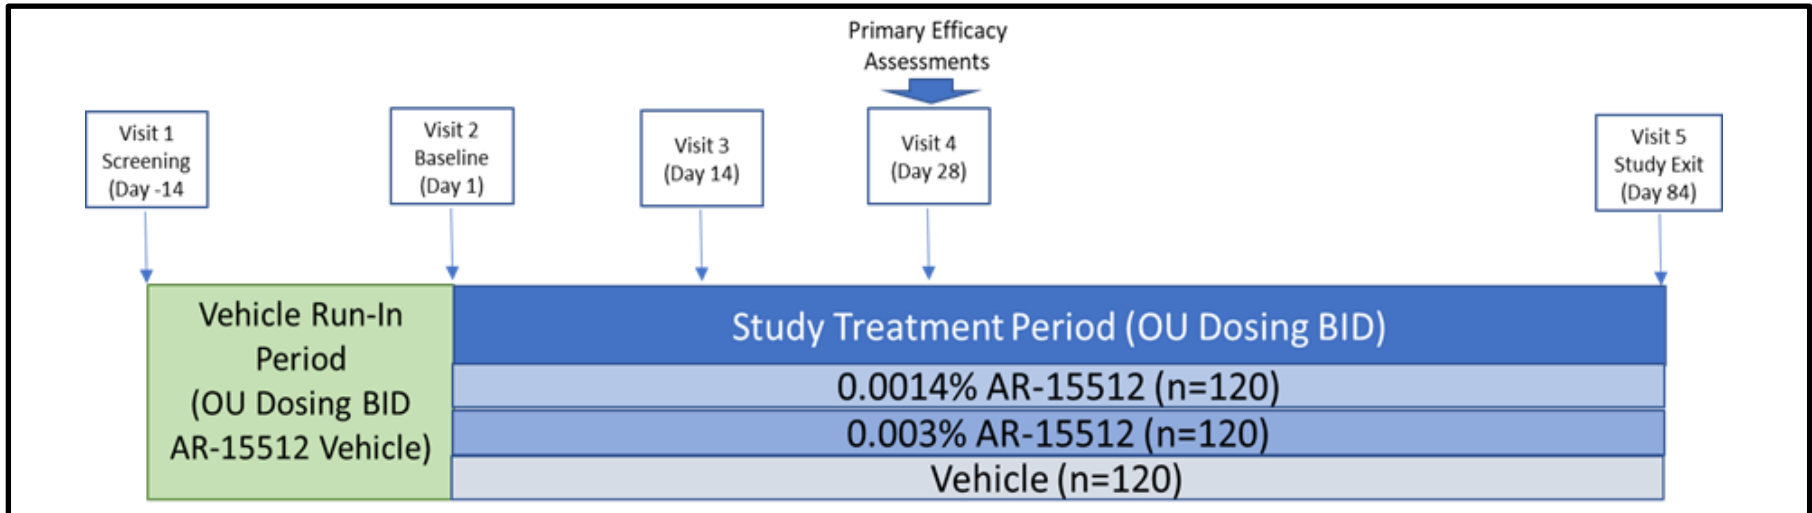 Primary Efficacy
Assessments
Visit 1
Screening
(Day -14
Visit 2
Baseline
(Day 1)
Visit 3
(Day 14)
Visit 4
(Day 28)
Visit 5
Study Exit
(Day 84)
Vehicle Run-In
Period
(OU Dosing BID
AR-15512 Vehicle)
Study Treatment Period (OU Dosing BID)
0.0014% AR-15512 (n=120)
0.003% AR-15512 (n=120)
Vehicle (n=120)